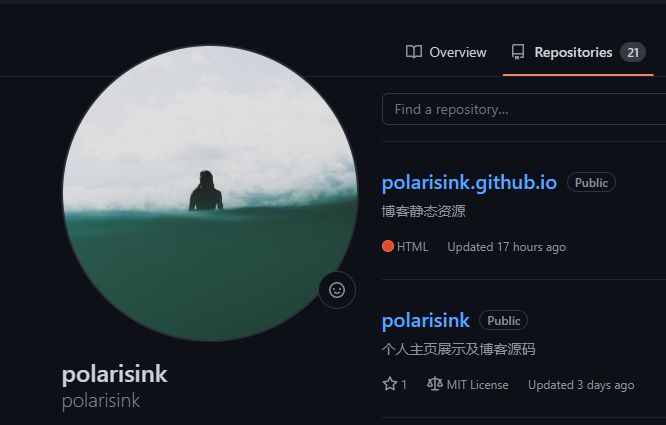 Overview
Repositories 21
Find a repository...
polarisink.github.io Public
博客静态资源
HTML Updated 17 hours ago
polarisink Public
个人主页展示及博客源码
1 MIT License Updated 3 days ago
polarisink
polarisink